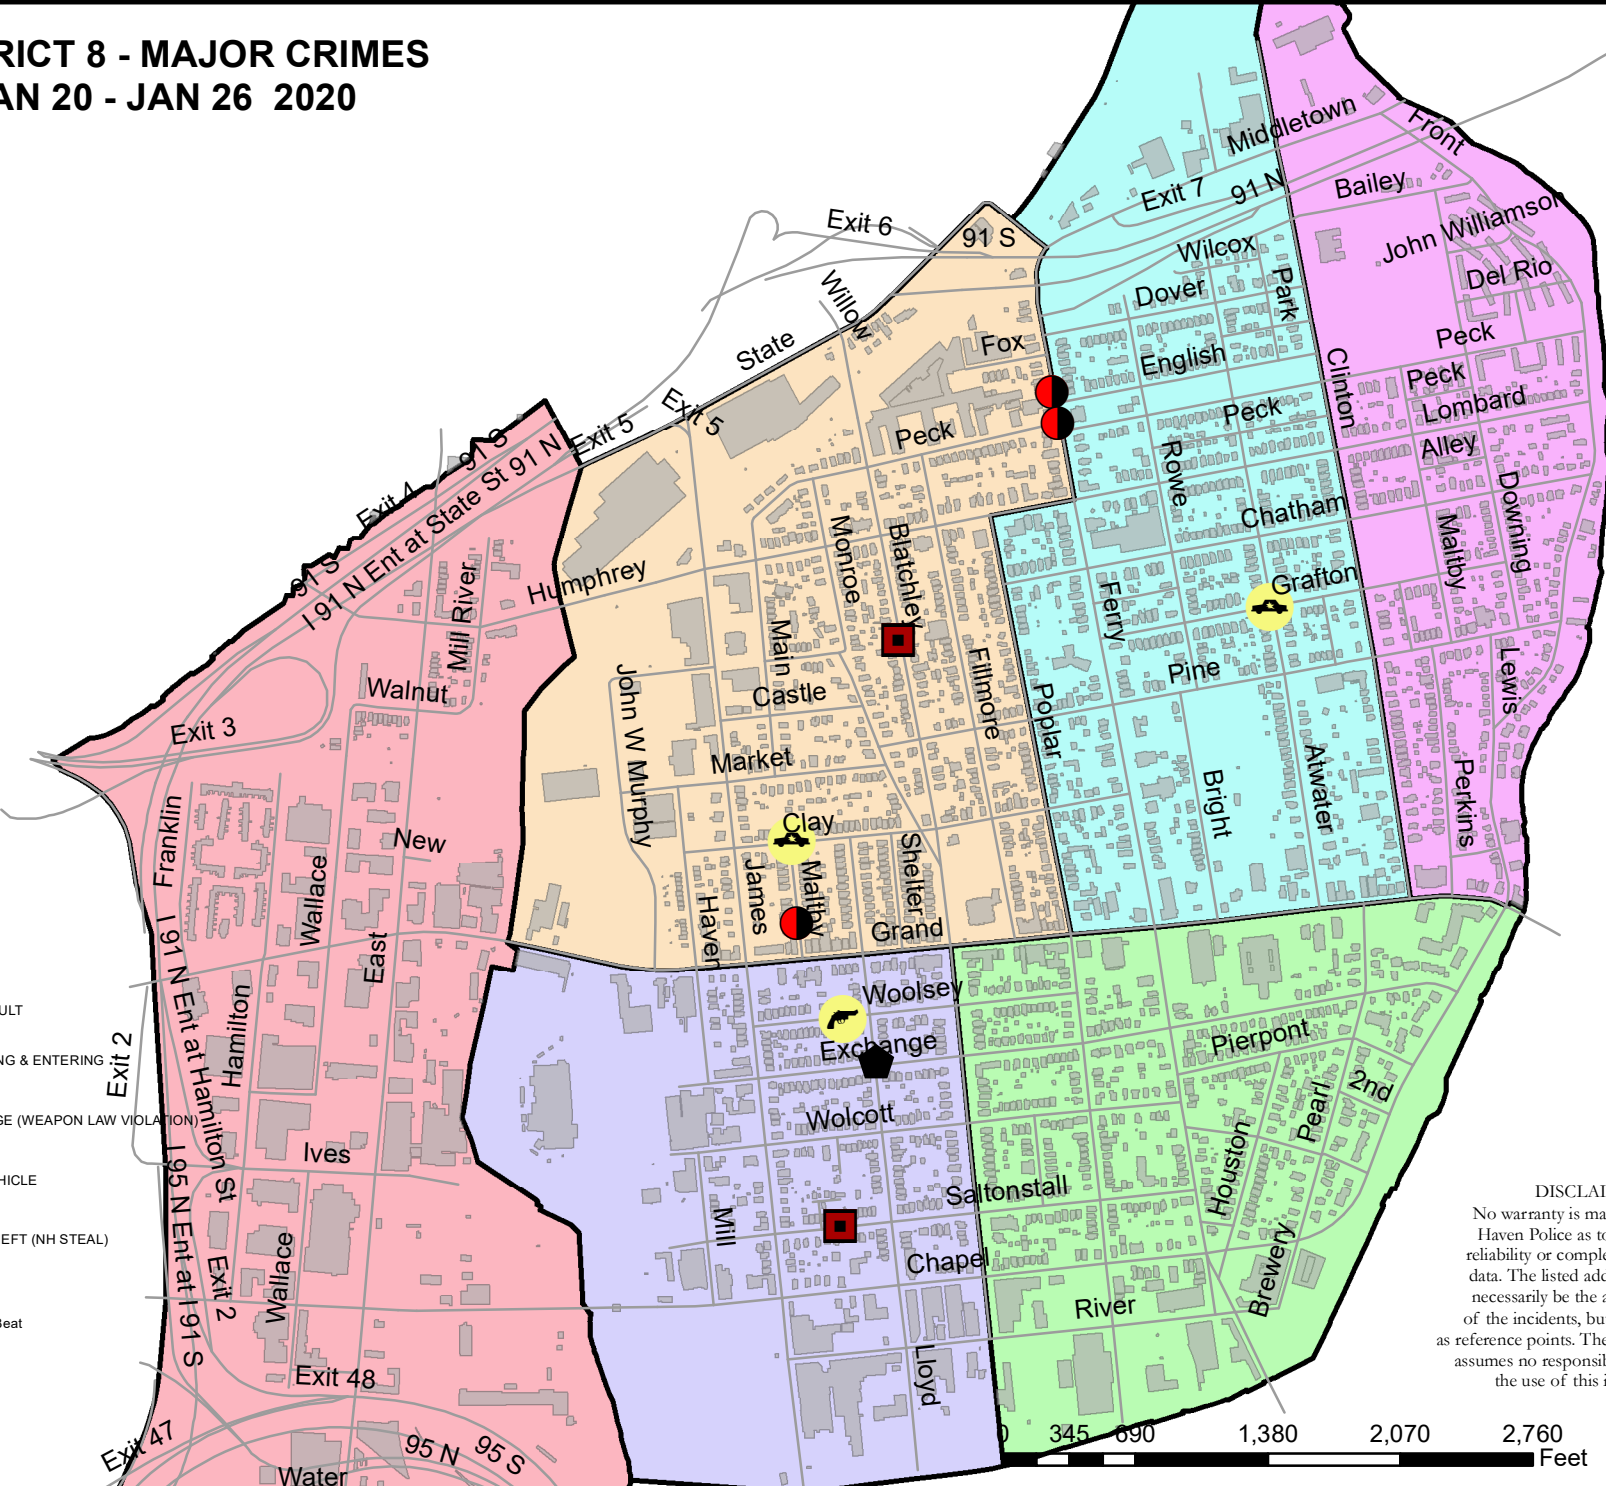 RICT 8 - MAJOR CRIMES
AN 20 - JAN 26 2020
Middletown
Front
Exit 7
91 N
Bailey
Exit 6
91 S
John Williamson
Wilcox
Del Rio
Dover
Park
Willow
State
Fox
English
Peck
Clinton
Peck
Lombard
Peck
Alley
Exit 5
Exit 5
Peck
91 S
I 91 N Ent at State St 91 N
Exit 4
Rowe
Chatham
Downing
Maltby
Monroe
Blatchley
91 S
Humphrey
Mill River
Grafton
Ferry
Main
Fillmore
Pine
Lewis
Walnut
Castle
John W Murphy
Poplar
Exit 3
Market
Atwater
Bright
Perkins
Franklin
New
Clay
Wallace
James
Maltby
Shelter
Haven
Grand
East
I 91 N Ent at Hamilton St
Hamilton
Woolsey
ULT
Exit 2
Exchange
Pierpont
NG & ENTERING
2nd
Pearl
GE (WEAPON LAW VIOLATION)
Wolcott
Ives
Houston
HICLE
Saltonstall
I 95 N Ent at I 91 S
Exit 2
Wallace
Mill
EFT (NH STEAL)
Chapel
Brewery
River
Beat
Lloyd
Exit 48
Exit 47
95 N
95 S
Water
DISCLAI
No warranty is ma
Haven Police as to
reliability or comple
data. The listed add
necessarily be the a
of the incidents, but
as reference points. The
assumes no responsib
the use of this i
0 345 690 1,380 2,070 2,760
Feet